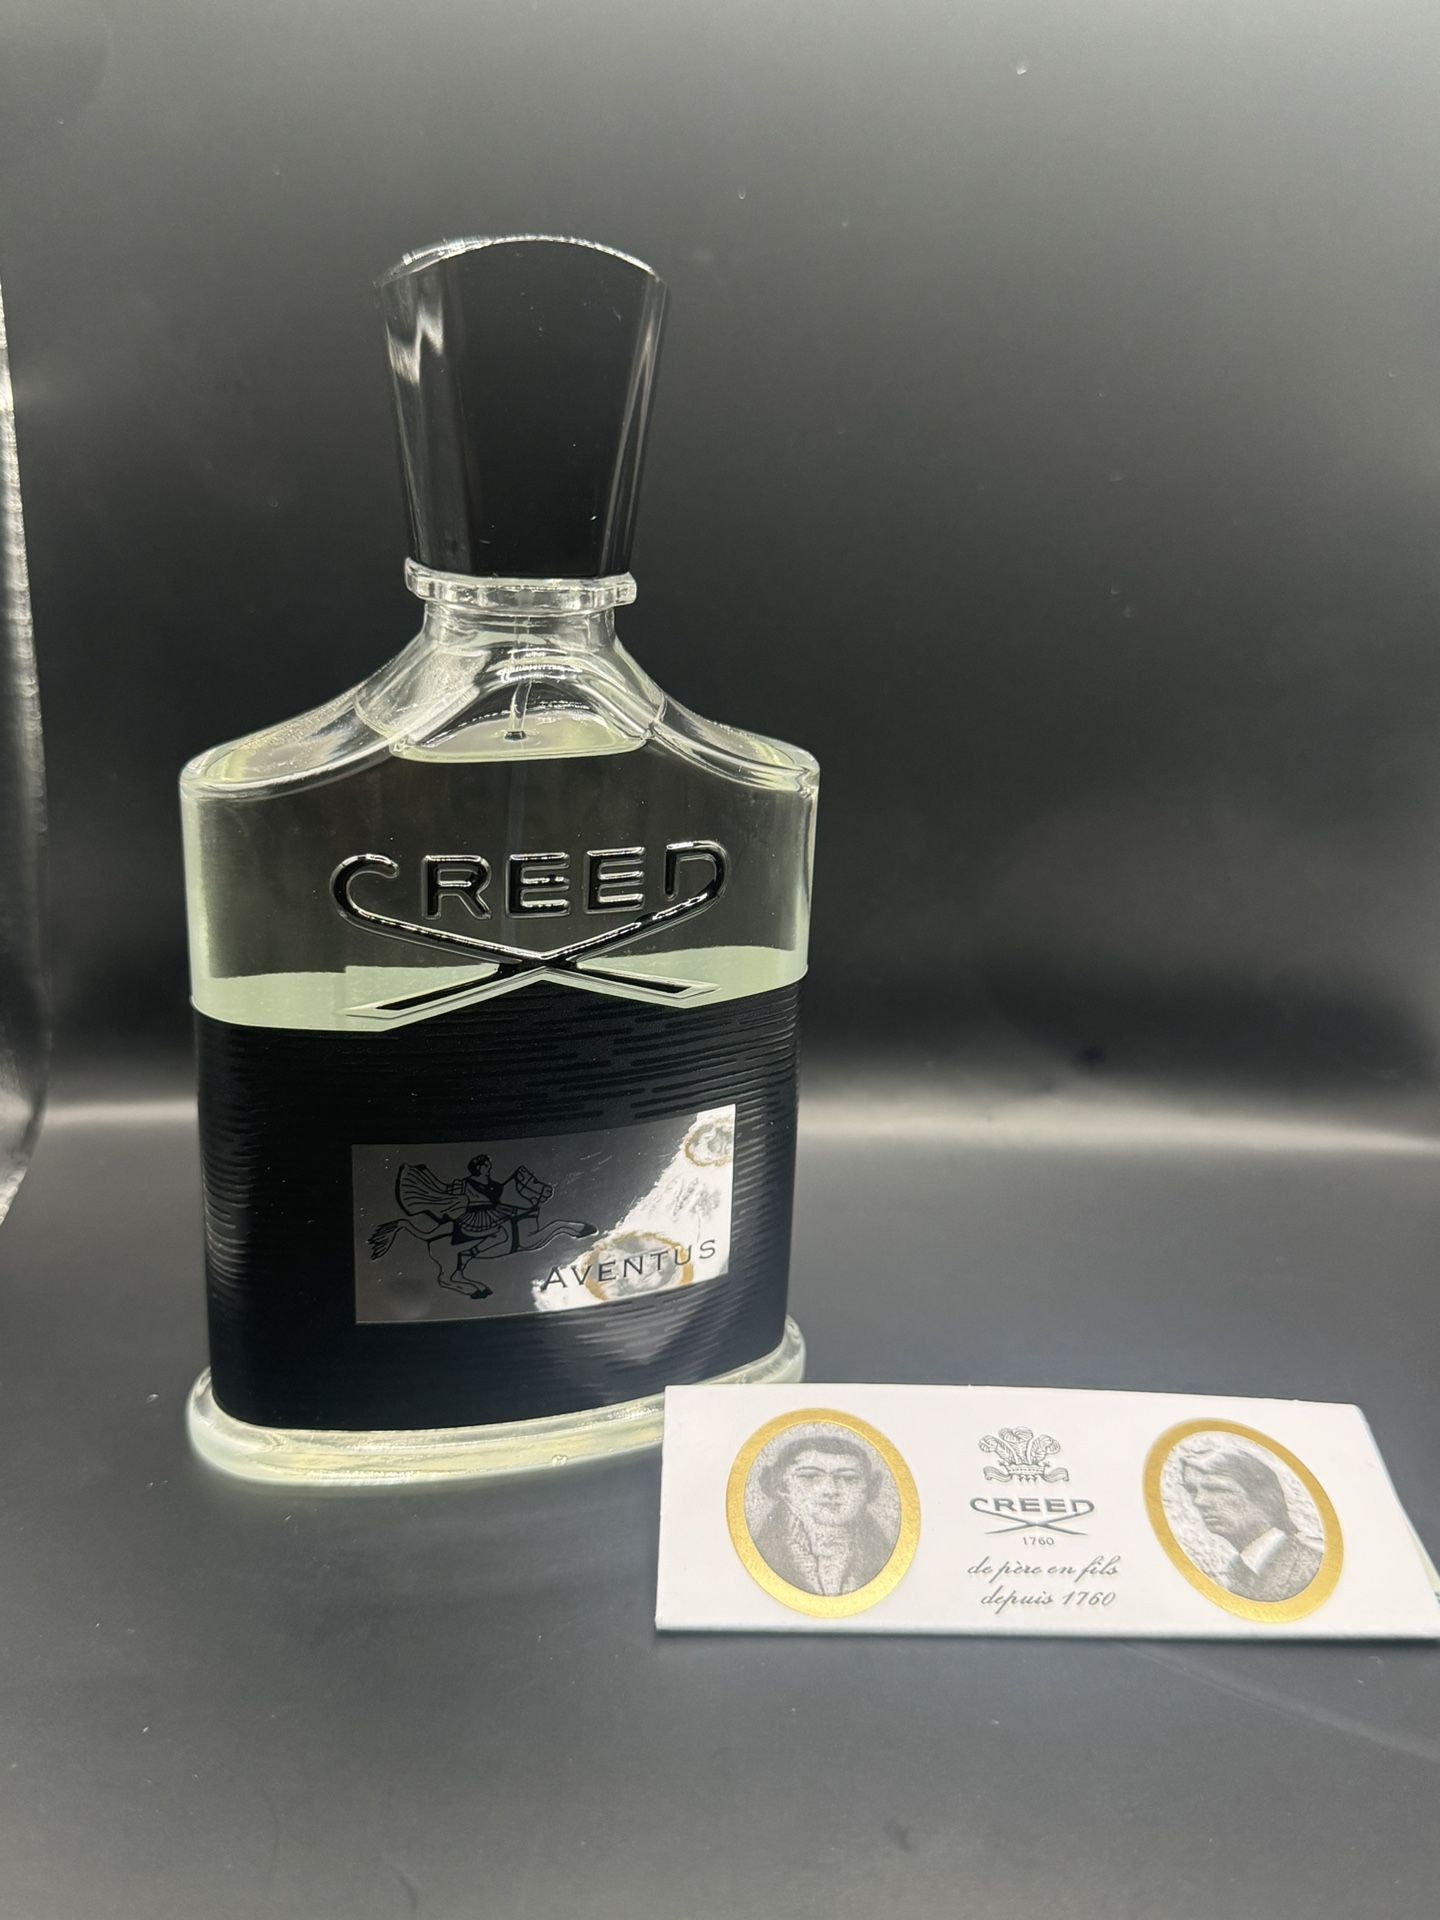 CREED
AVENTUS
CREED
1760
de père en fils
depuis 1760